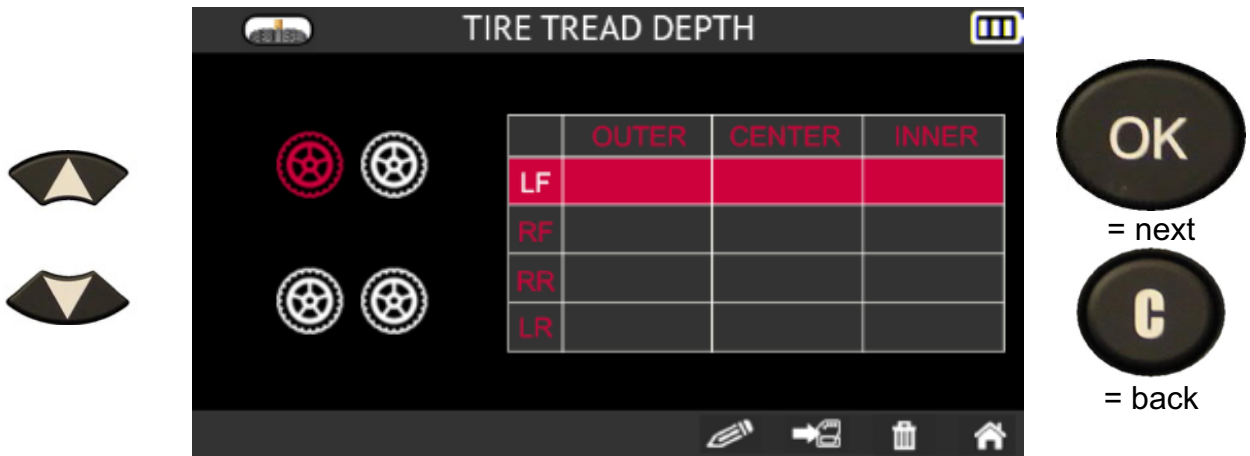 TIRE TREAD DEPTH
OUTER CENTER INNER
LF
RF
RR
LR
OK
= next
C
= back